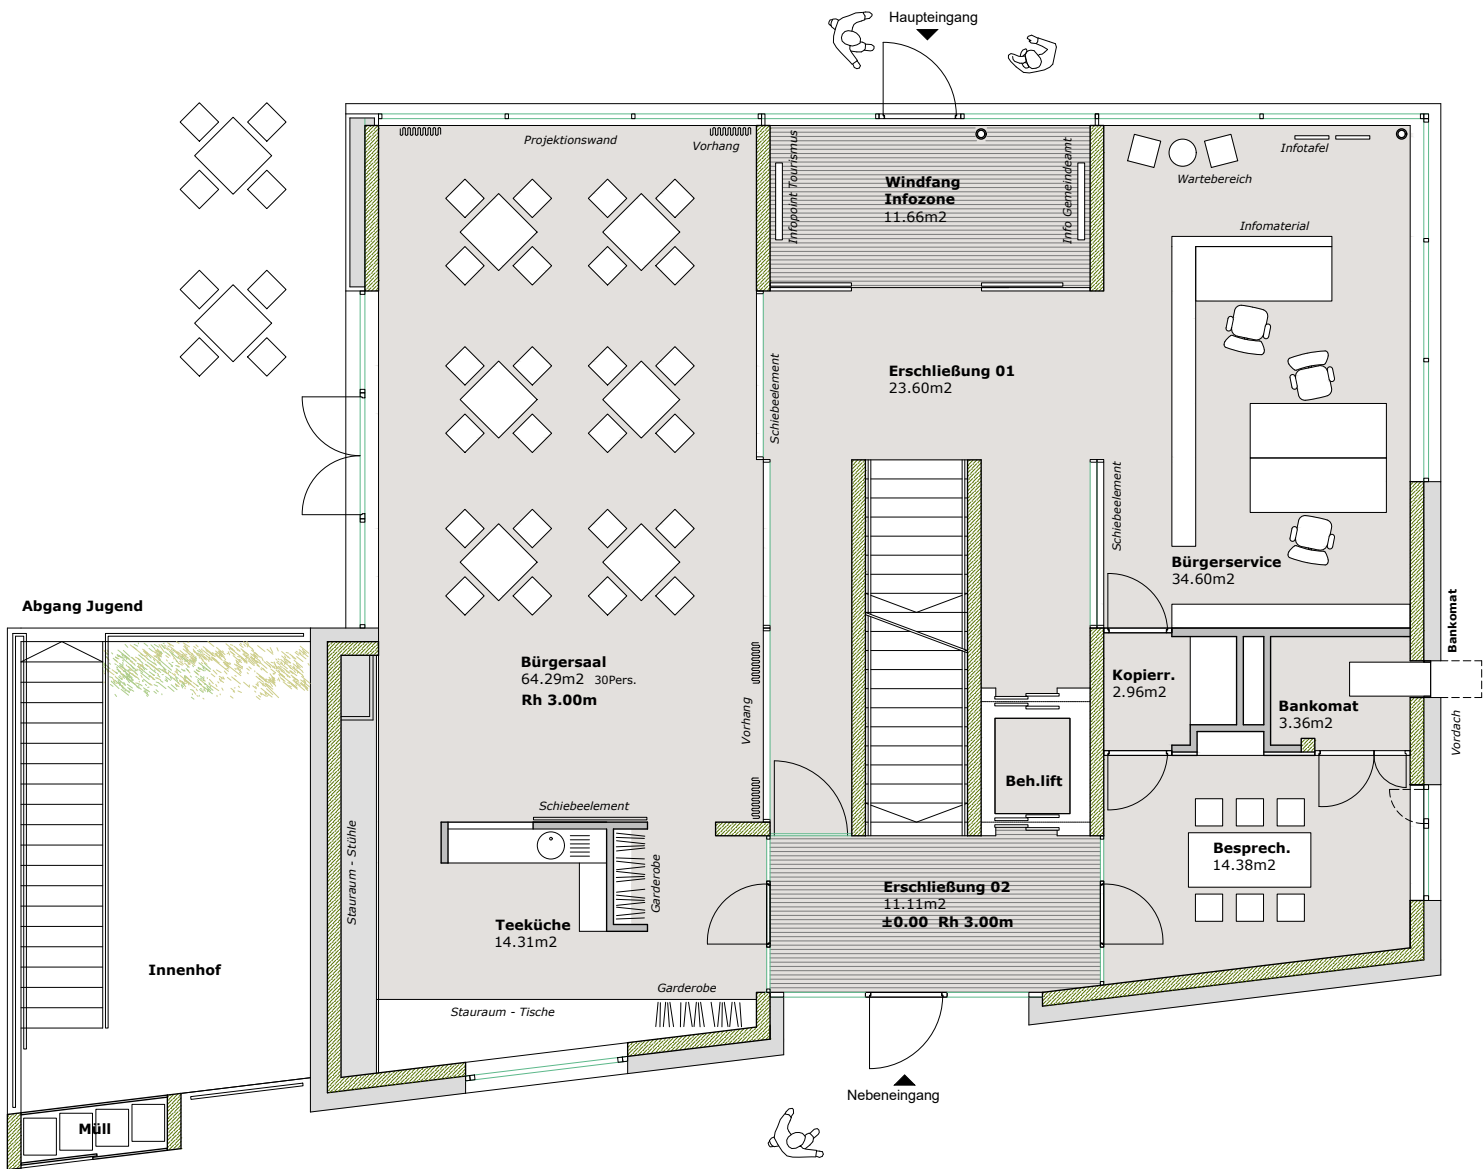 Haupteingang
Projektionswand
Vorhang
Infopoint Tourismus
Windfang
Infozone
11.66m2
Info Gemeindeamt
Infotafel
Wartebereich
Infomaterial
Schiebeelement
Erschließung 01
23.60m2
Schiebeelement
Bürgerservice
34.60m2
Abgang Jugend
Bürgersaal
64.29m2 30Pers.
Rh 3.00m
Vorhang
Kopierr.
2.96m2
Bankomat
3.36m2
Bankomat
Vordach
Beh.lift
Schiebeelement
Stauraum - Stühle
Garderobe
Besprech.
14.38m2
Erschließung 02
11.11m2
±0.00 Rh 3.00m
Teeküche
14.31m2
Innenhof
Garderobe
Stauraum - Tische
Nebeneingang
Müll